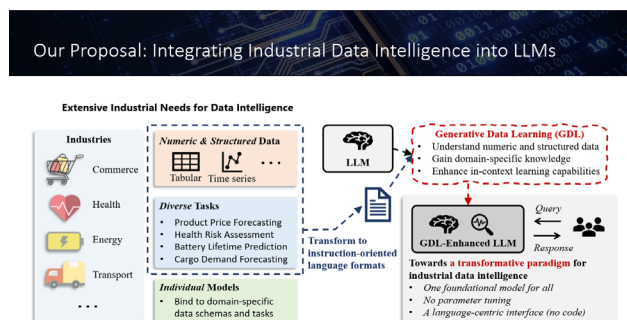 Our Proposal: Integrating Industrial Data Intelligence into LLMs
Extensive Industrial Needs for Data Intelligence
Industries
Commerce
Health
Energy
Transport
...
Numeric & Structured Data
Tabular
Time series
...
Diverse Tasks
• Product Price Forecasting
• Health Risk Assessment
• Battery Lifetime Prediction
• Cargo Demand Forecasting
Individual Models
• Bind to domain-specific
data schemas and tasks
Transform to
instruction-oriented
language formats
LLM
Generative Data Learning (GDL)
• Understand numeric and structured data
• Gain domain-specific knowledge
• Enhance in-context learning capabilities
GDL-Enhanced LLM
Query
Response
Towards a transformative paradigm for
industrial data intelligence
• One foundational model for all
• No parameter tuning
• A language-centric interface (no code)